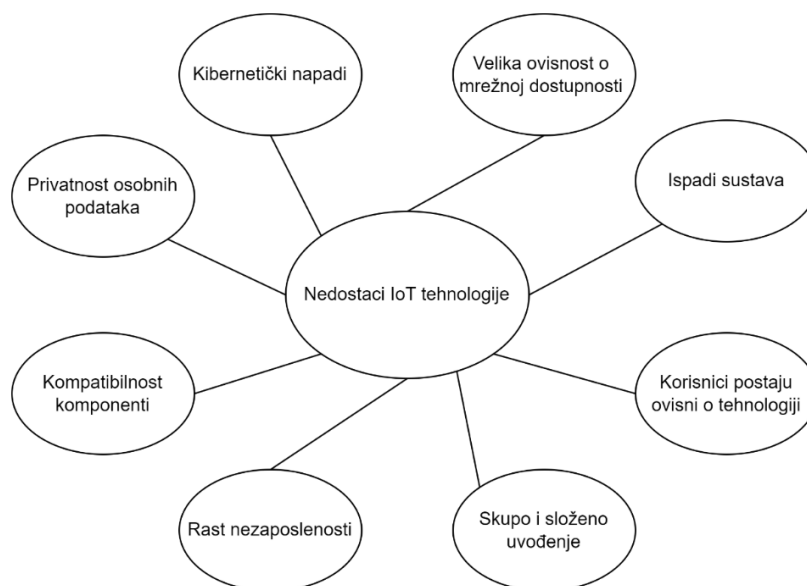 Kibernetički napadi
Velika ovisnost o
mrežnoj dostupnosti
Privatnost osobnih
podataka
Ispadi sustava
Nedostaci IoT tehnologije
Kompatibilnost
komponenti
Korisnici postaju
ovisni o tehnologiji
Rast nezaposlenosti
Skupo i složeno
uvođenje